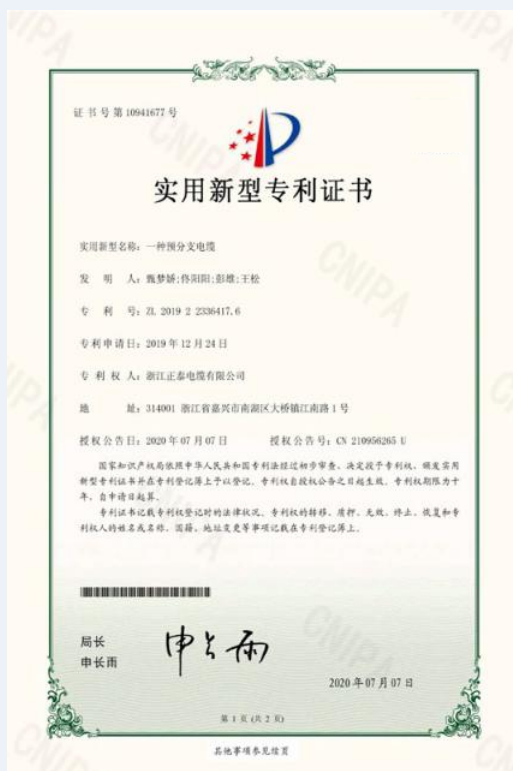 证书号第10941677号
实用新型专利证书
实用新型名称：一种预分支电缆
发 明 人：甄梦娇;佟阳阳;彭维;王松
专 利 号：ZL 2019 2 2336417.6
专利申请日：2019年12月24日
专 利 权 人：浙江正泰电缆有限公司
地 址：314001 浙江省嘉兴市南湖区大桥镇江南路1号
授权公告日：2020年07月07日 授权公告号：CN 210956265 U
国家知识产权局依照中华人民共和国专利法经过初步审查，决定授予专利权，颁发实用
新型专利证书并在专利登记簿上予以登记。专利权自授权公告之日起生效。专利权期限为十
年，自申请日起算。
专利证书记载专利权登记时的法律状况。专利权的转移、质押、无效、终止、恢复和专
利权人的姓名或名称、国籍、地址变更等事项记载在专利登记簿上。
局长
申长雨
申长雨
2020年07月07日
第 1 页 (共 2 页)
其他事项参见续页
CNIPA
CNIPA
CNIPA
CNIPA